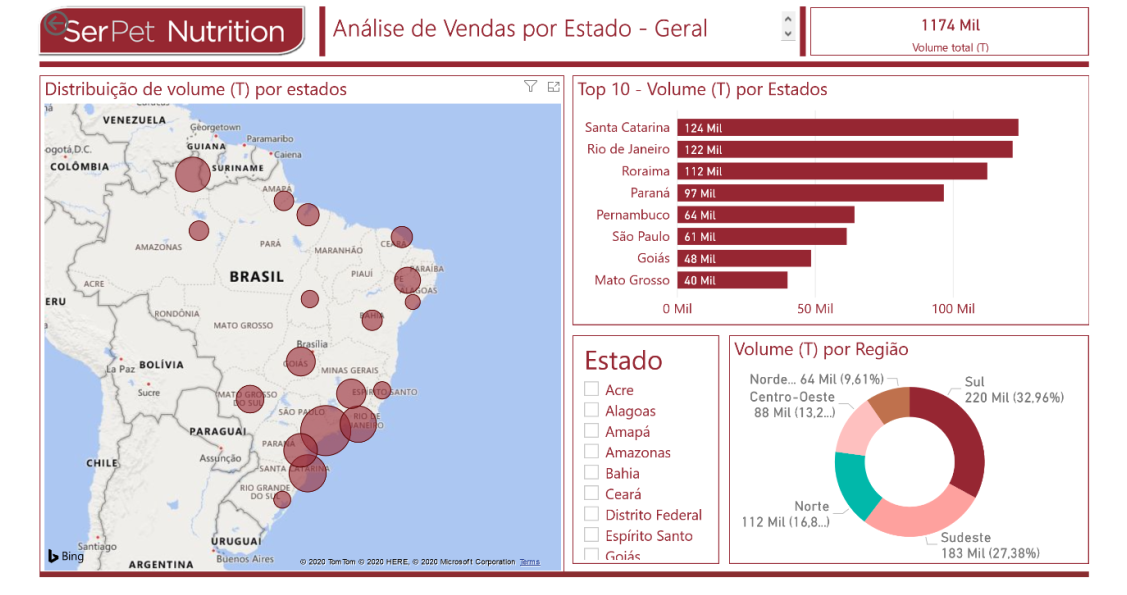 SerPet Nutrition
Análise de Vendas por Estado - Geral
1174 Mil
Volume total (T)
Distribuição de volume (T) por estados
VENEZUELA
Georgetown
Paramaribo
GUIANA
Caiena
ogotá,D.C.
COLÔMBIA
SURINAME
AMAPÁ
AMAZONAS
PARÁ
MARANHÃO
CEARÁ
BRASIL
PIAUÍ
PARAÍBA
PE
ALAGOAS
ACRE
ERU
RONDÔNIA
BAHIA
MATO GROSSO
Brasília
La Paz
BOLÍVIA
GOIÁS
MINAS GERAIS
Sucre
MATO GROSSO
DO SUL
ESPÍRITO SANTO
SÃO PAULO
RIO DE
JANEIRO
PARAGUAI
PARANÁ
Assunção
CHILE
SANTA CATARINA
RIO GRANDE
DO SUL
Santiago
URUGUAI
Bing
Buenos Aires
ARGENTINA
© 2020 TomTom © 2020 HERE, © 2020 Microsoft Corporation Terms
Top 10 - Volume (T) por Estados
Santa Catarina 124 Mil
Rio de Janeiro 122 Mil
Roraima 112 Mil
Paraná 97 Mil
Pernambuco 64 Mil
São Paulo 61 Mil
Goiás 48 Mil
Mato Grosso 40 Mil
0 Mil 50 Mil 100 Mil
Estado
Acre
Alagoas
Amapá
Amazonas
Bahia
Ceará
Distrito Federal
Espírito Santo
Goiás
Volume (T) por Região
Norde... 64 Mil (9,61%)
Centro-Oeste
88 Mil (13,2...)
Sul
220 Mil (32,96%)
Norte
112 Mil (16,8...)
Sudeste
183 Mil (27,38%)